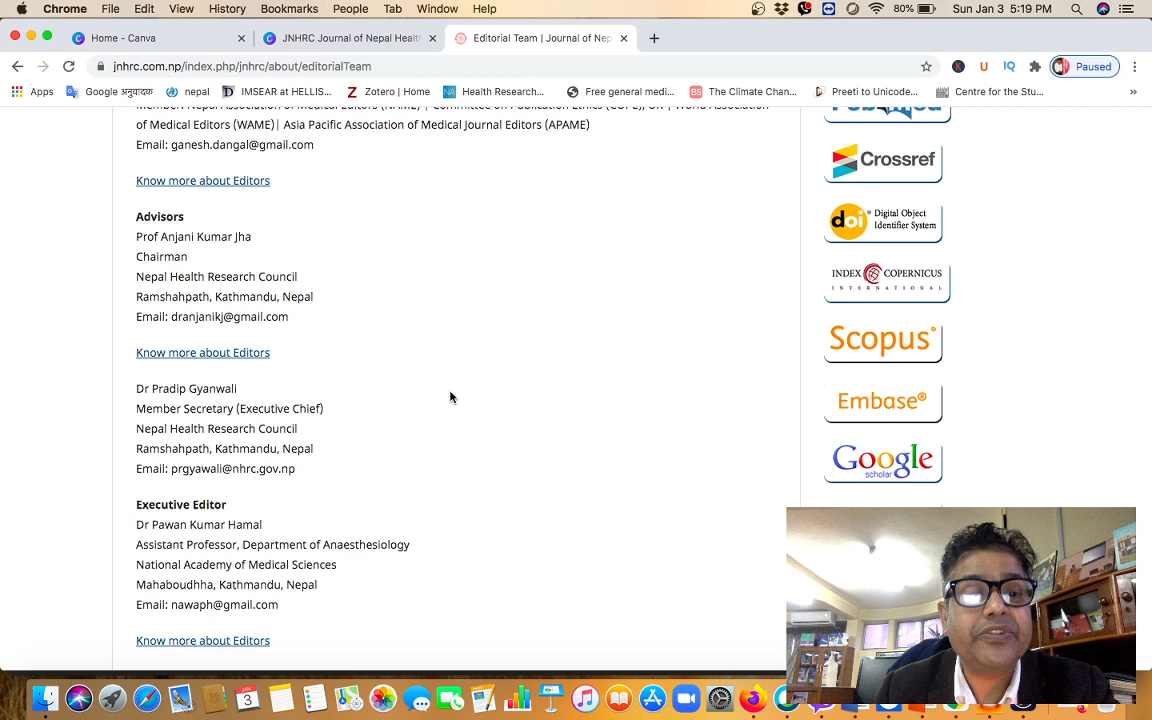 Chrome File Edit View History Bookmarks People Tab Window Help 80% Sun Jan 3 5:19 PM
Home - Canva JNHRC Journal of Nepal Healt Editorial Team | Journal of Nep
jnhrc.com.np/index.php/jnhrc/about/editorialTeam Paused
Apps Google अनुवादक nepal IMSEAR at HELLIS... Zotero | Home Health Research... Free general medi... The Climate Chan... Preeti to Unicode... Centre for the Stu...
of Medical Editors (WAME)| Asia Pacific Association of Medical Journal Editors (APAME)
Email: ganesh.dangal@gmail.com
Know more about Editors
Advisors
Prof Anjani Kumar Jha
Chairman
Nepal Health Research Council
Ramshahpath, Kathmandu, Nepal
Email: dranjanikj@gmail.com
Know more about Editors
Dr Pradip Gyanwali
Member Secretary (Executive Chief)
Nepal Health Research Council
Ramshahpath, Kathmandu, Nepal
Email: prgyawali@nhrc.gov.np
Executive Editor
Dr Pawan Kumar Hamal
Assistant Professor, Department of Anaesthesiology
National Academy of Medical Sciences
Mahaboudhha, Kathmandu, Nepal
Email: nawaph@gmail.com
Know more about Editors
Crossref
doi Digital Object
Identifier System
INDEX COPERNICUS
INTERNATIONAL
Scopus
Embase
Google
scholar
JAN
3